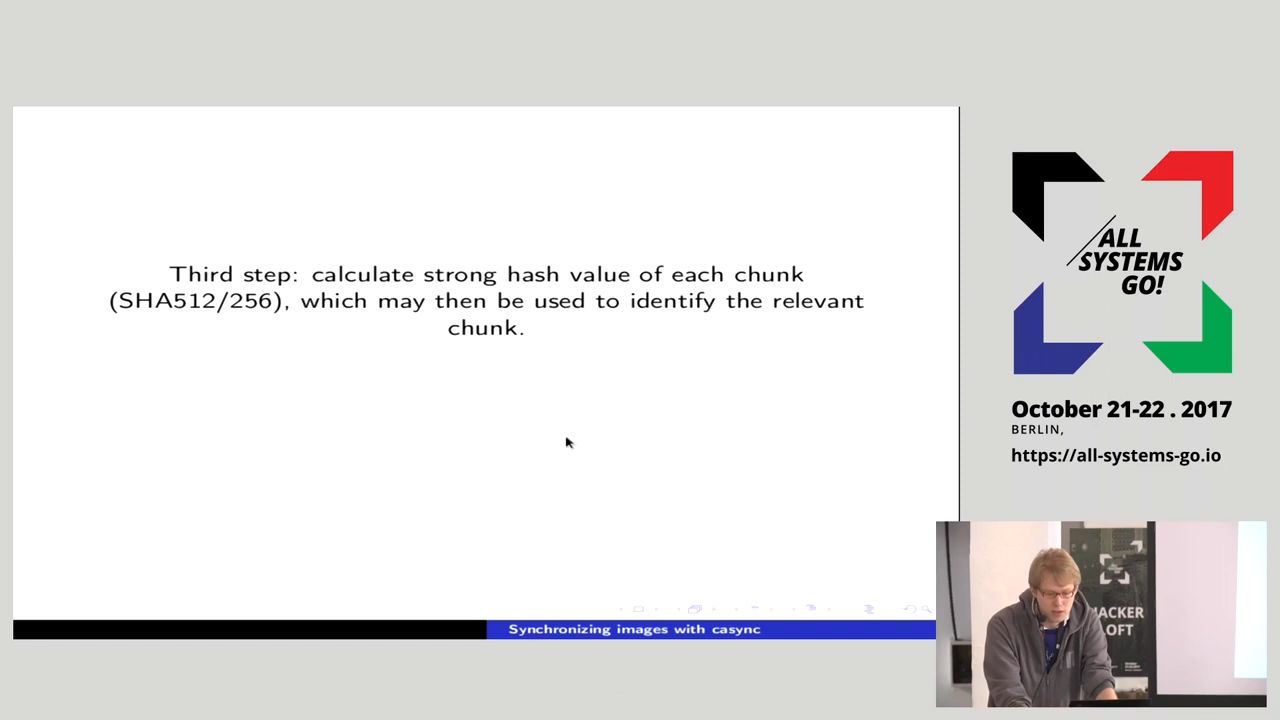 Third step: calculate strong hash value of each chunk
(SHA512/256), which may then be used to identify the relevant
chunk.
Synchronizing images with casync
ALL
SYSTEMS
GO!
October 21-22 . 2017
BERLIN,
https://all-systems-go.io
HACKER
LOFT